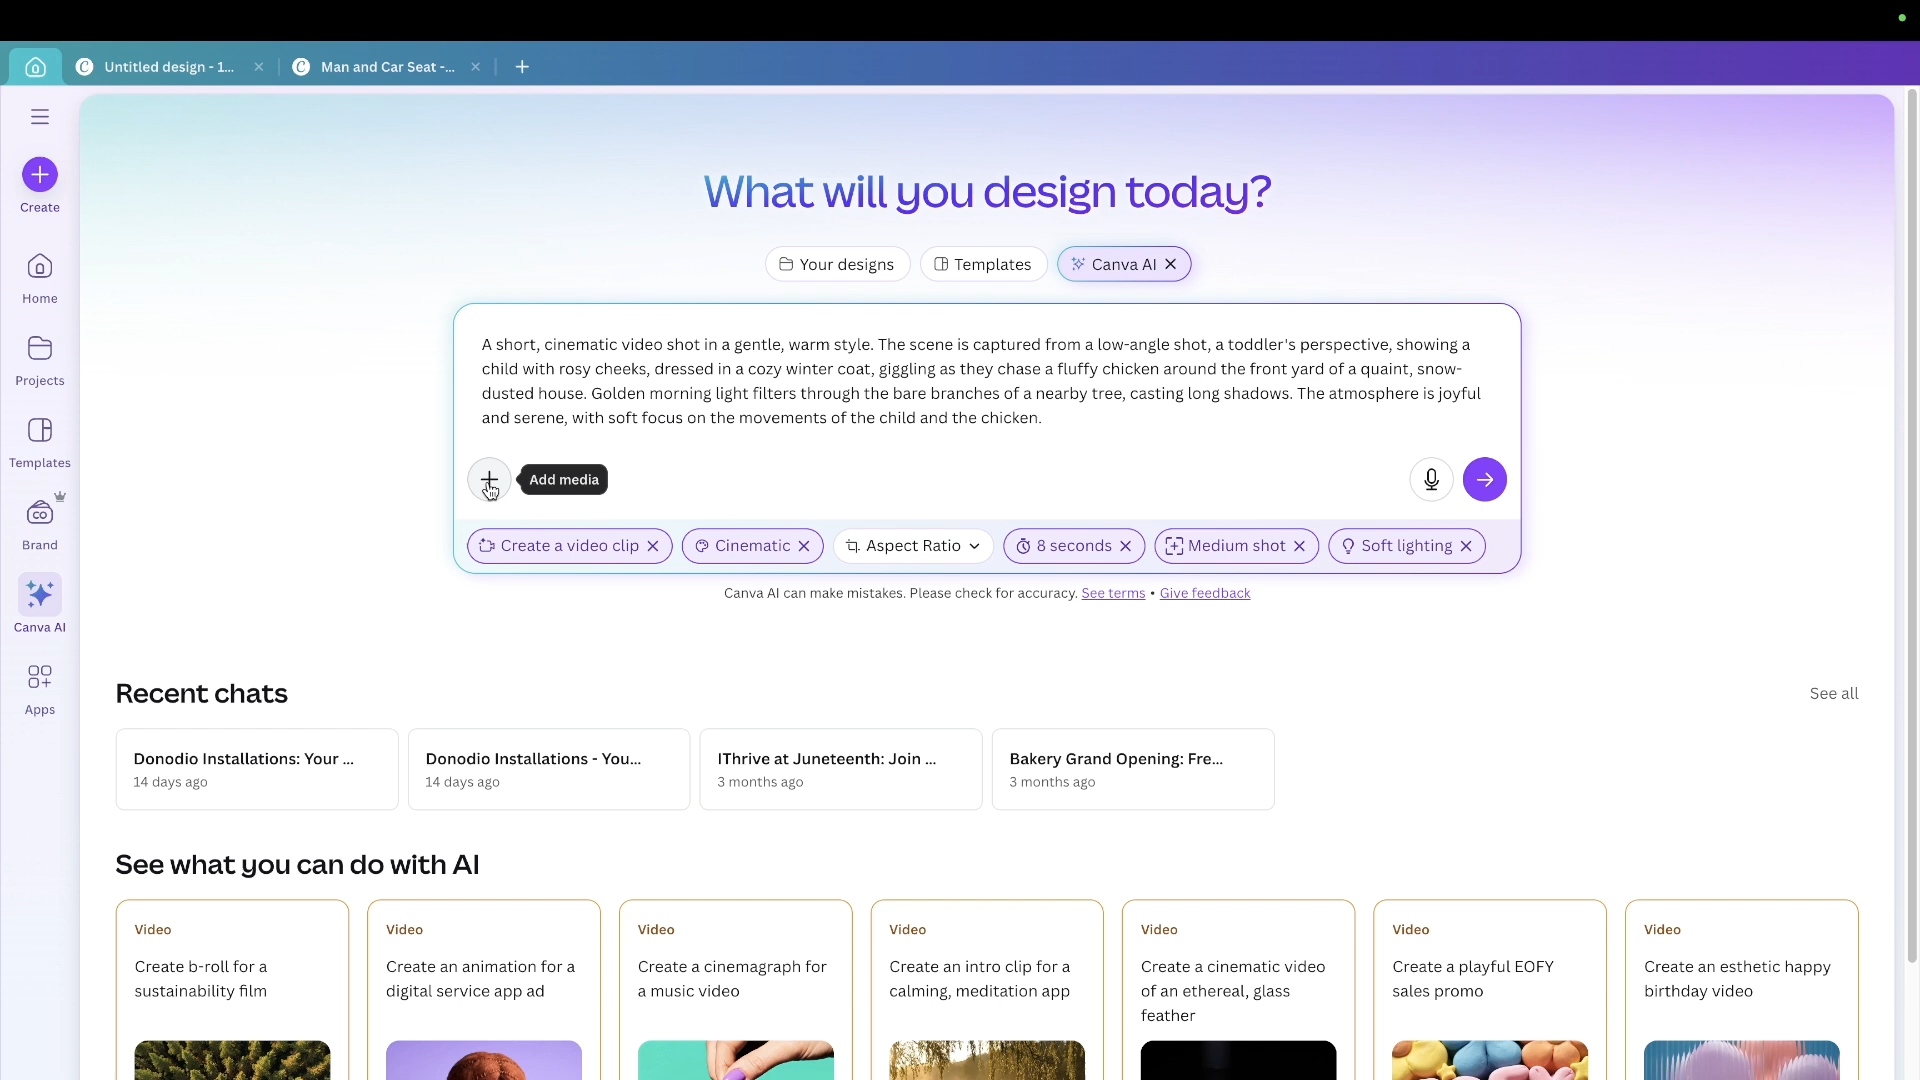 Untitled design - 1...
Man and Car Seat -...
Create
Home
Projects
Templates
Brand
Canva AI
Apps
What will you design today?
Your designs
Templates
Canva AI
A short, cinematic video shot in a gentle, warm style. The scene is captured from a low-angle shot, a toddler's perspective, showing a
child with rosy cheeks, dressed in a cozy winter coat, giggling as they chase a fluffy chicken around the front yard of a quaint, snow-
dusted house. Golden morning light filters through the bare branches of a nearby tree, casting long shadows. The atmosphere is joyful
and serene, with soft focus on the movements of the child and the chicken.
Add media
Create a video clip
Cinematic
Aspect Ratio
8 seconds
Medium shot
Soft lighting
Canva AI can make mistakes. Please check for accuracy. See terms • Give feedback
Recent chats
See all
Donodio Installations: Your ...
14 days ago
Donodio Installations - You...
14 days ago
IThrive at Juneteenth: Join ...
3 months ago
Bakery Grand Opening: Fre...
3 months ago
See what you can do with AI
Video
Create b-roll for a
sustainability film
Video
Create an animation for a
digital service app ad
Video
Create a cinemagraph for
a music video
Video
Create an intro clip for a
calming, meditation app
Video
Create a cinematic video
of an ethereal, glass
feather
Video
Create a playful EOFY
sales promo
Video
Create an esthetic happy
birthday video